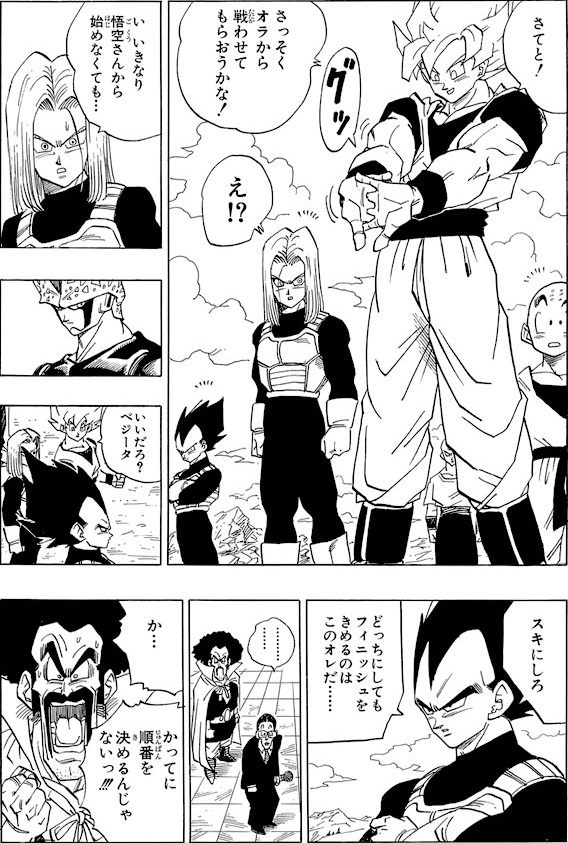 さてと!
さっそく
オラから
戦わせて
もらおうかな!
グッ
え!?
い いきなり
悟空さんから
始めなくても…
いいだろ?
ベジータ
スキにしろ
どっちにしても
フィニッシュを
きめるのは
このオレだ……
………
………
か…
かってに
順番を
決めるんじゃ
ないっ!!!